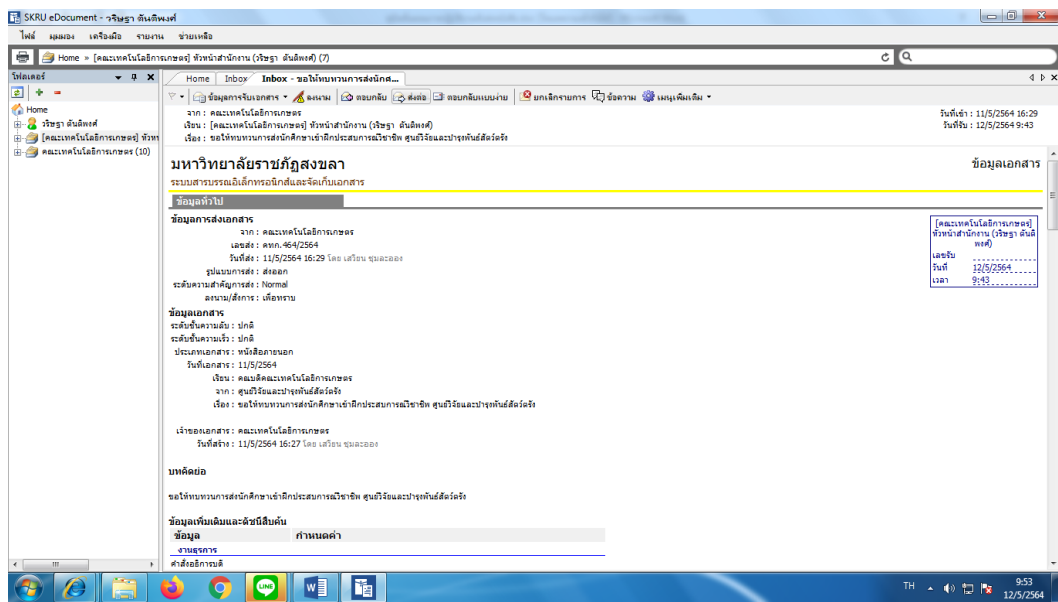 SKRU eDocument - วริษฐา ตันติพงศ์
ไฟล์ มุมมอง เครื่องมือ รายงาน ช่วยเหลือ
Home » [คณะเทคโนโลยีการเกษตร] หัวหน้าสำนักงาน (วริษฐา ตันติพงศ์) (7)
โฟลเดอร์
Home Inbox Inbox - ขอให้ทบทวนการส่งนักศ...
ข้อมูลการรับเอกสาร ลงนาม ตอบกลับ ส่งต่อ ตอบกลับแบบง่าย ยกเลิกรายการ ข้อความ เมนูเพิ่มเติม
Home
วริษฐา ตันติพงศ์
[คณะเทคโนโลยีการเกษตร] หัวห
คณะเทคโนโลยีการเกษตร (10)
จาก : คณะเทคโนโลยีการเกษตร
เรียน : [คณะเทคโนโลยีการเกษตร] หัวหน้าสำนักงาน (วริษฐา ตันติพงศ์)
เรื่อง : ขอให้ทบทวนการส่งนักศึกษาเข้าฝึกประสบการณ์วิชาชีพ ศูนย์วิจัยและบำรุงพันธุ์สัตว์ตรัง
วันที่เข้า : 11/5/2564 16:29
วันที่รับ : 12/5/2564 9:43
มหาวิทยาลัยราชภัฏสงขลา
ข้อมูลเอกสาร
ระบบสารบรรณอิเล็กทรอนิกส์และจัดเก็บเอกสาร
ข้อมูลทั่วไป
ข้อมูลการส่งเอกสาร
จาก : คณะเทคโนโลยีการเกษตร
เลขส่ง : คทก.464/2564
วันที่ส่ง : 11/5/2564 16:29 โดย เสวียน ชุมละออง
รูปแบบการส่ง : ส่งออก
ระดับความสำคัญการส่ง : Normal
ลงนาม/สั่งการ : เพื่อทราบ
[คณะเทคโนโลยีการเกษตร]
หัวหน้าสำนักงาน (วริษฐา ตันติ
พงศ์)
เลขรับ
วันที่ 12/5/2564
เวลา 9:43
ข้อมูลเอกสาร
ระดับชั้นความลับ : ปกติ
ระดับชั้นความเร็ว : ปกติ
ประเภทเอกสาร : หนังสือภายนอก
วันที่เอกสาร : 11/5/2564
เรียน : คณบดีคณะเทคโนโลยีการเกษตร
จาก : ศูนย์วิจัยและบำรุงพันธุ์สัตว์ตรัง
เรื่อง : ขอให้ทบทวนการส่งนักศึกษาเข้าฝึกประสบการณ์วิชาชีพ ศูนย์วิจัยและบำรุงพันธุ์สัตว์ตรัง
เจ้าของเอกสาร : คณะเทคโนโลยีการเกษตร
วันที่สร้าง : 11/5/2564 16:27 โดย เสวียน ชุมละออง
บทคัดย่อ
ขอให้ทบทวนการส่งนักศึกษาเข้าฝึกประสบการณ์วิชาชีพ ศูนย์วิจัยและบำรุงพันธุ์สัตว์ตรัง
ข้อมูลเพิ่มเติมและดัชนีสืบค้น
ข้อมูล กำหนดค่า
งานธุรการ
คำสั่งอธิการบดี
LINE
TH
9:53
12/5/2564